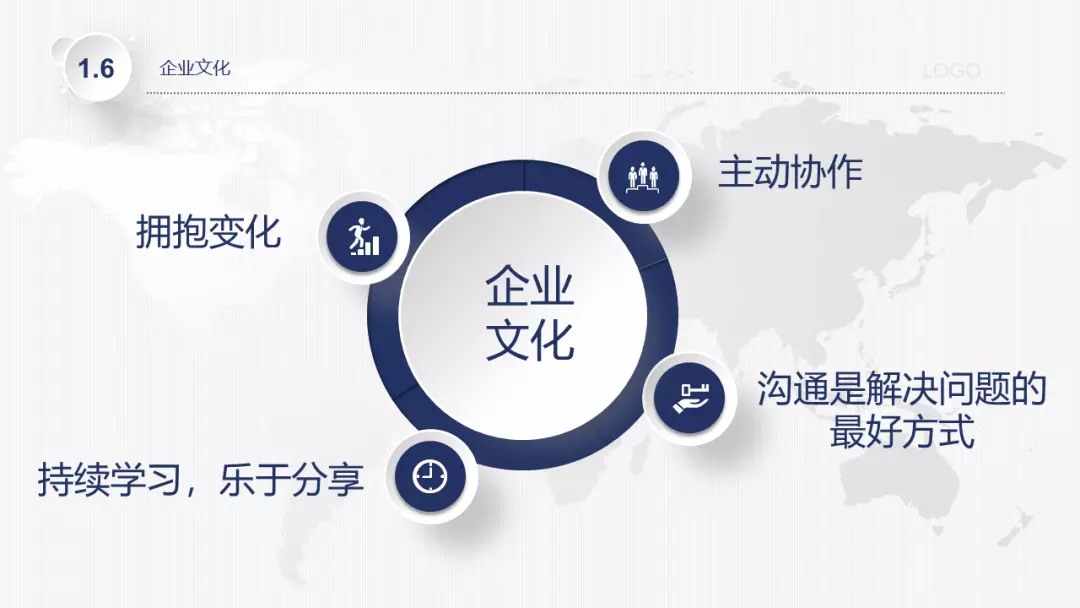 1.6
企业文化
LOGO
主动协作
拥抱变化
企业
文化
沟通是解决问题的
最好方式
持续学习，乐于分享